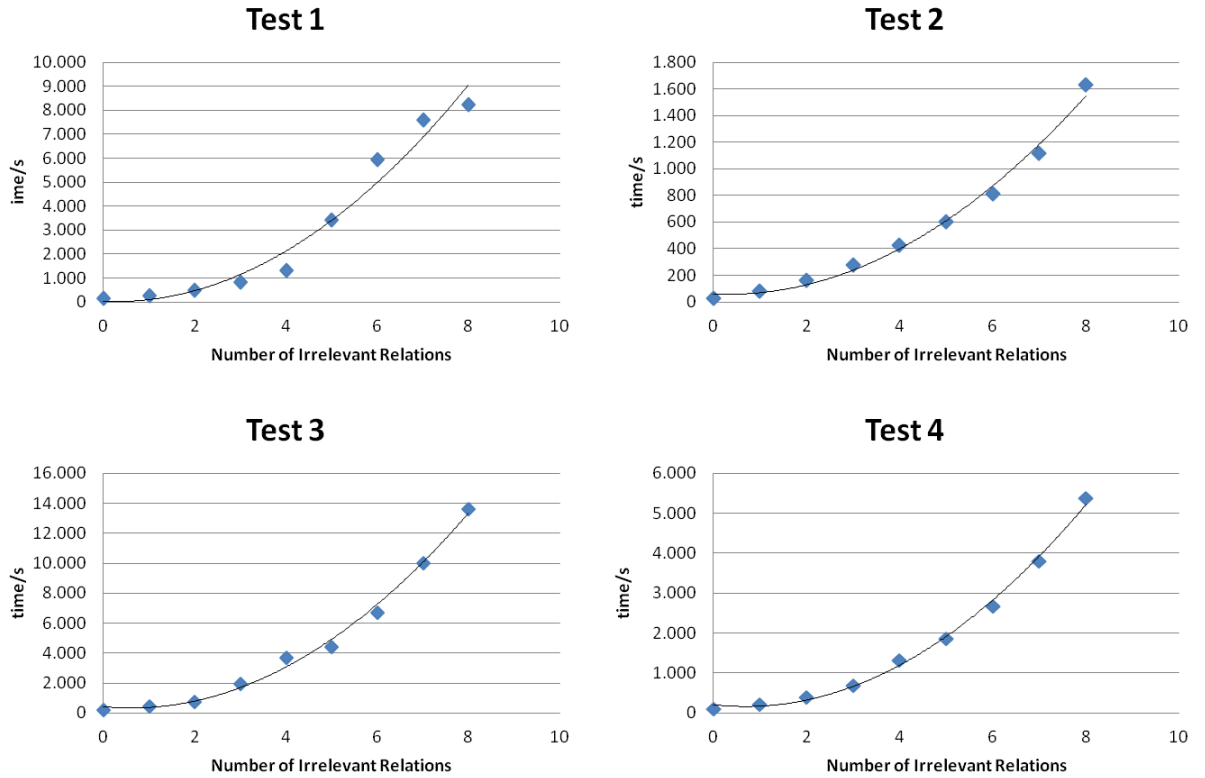 Test 1
10.000
9.000
8.000
7.000
6.000
5.000
4.000
3.000
2.000
1.000
0
ime/s
0 2 4 6 8 10
Number of Irrelevant Relations
Test 2
1.800
1.600
1.400
1.200
1.000
800
600
400
200
0
time/s
0 2 4 6 8 10
Number of Irrelevant Relations
Test 3
16.000
14.000
12.000
10.000
8.000
6.000
4.000
2.000
0
time/s
0 2 4 6 8 10
Number of Irrelevant Relations
Test 4
6.000
5.000
4.000
3.000
2.000
1.000
0
time/s
0 2 4 6 8 10
Number of Irrelevant Relations